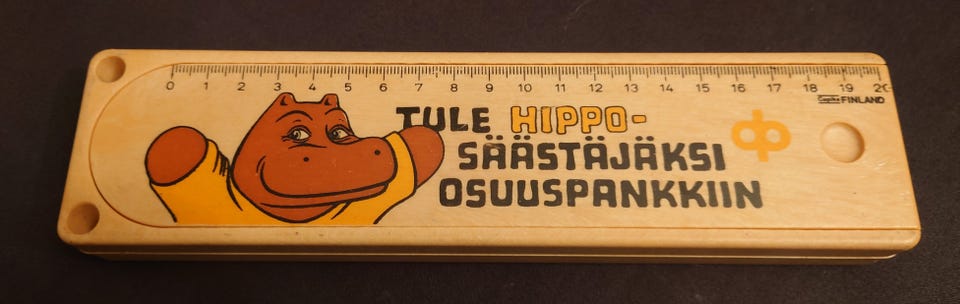 0 1 2 3 4 5 6 7 8 9 10 11 12 13 14 15 16 17 18 19
FINLAND
TULE HIPPO-
SÄÄSTÄJÄKSI
OSUUSPANKKIIN